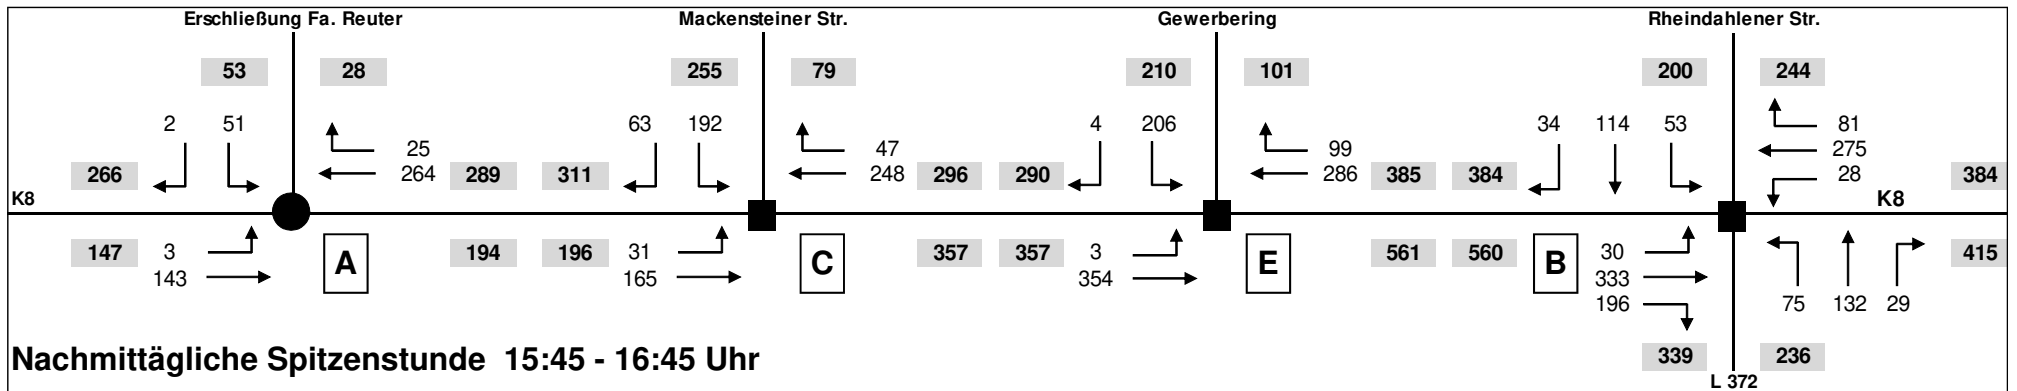 Erschließung Fa. Reuter Mackensteiner Str. Gewerbering Rheindahlener Str.
53 28 255 79 210 101 200 244
2 51 63 192 4 206 34 114 53 81
25 47 99 275
266 264 289 311 248 296 290 286 385 384 28 384
K8 K8
147 3 A 194 196 31 C 357 357 3 E 561 560 B 30 415
143 165 354 333
196 75 132 29
Nachmittägliche Spitzenstunde 15:45 - 16:45 Uhr 339 236
L 372